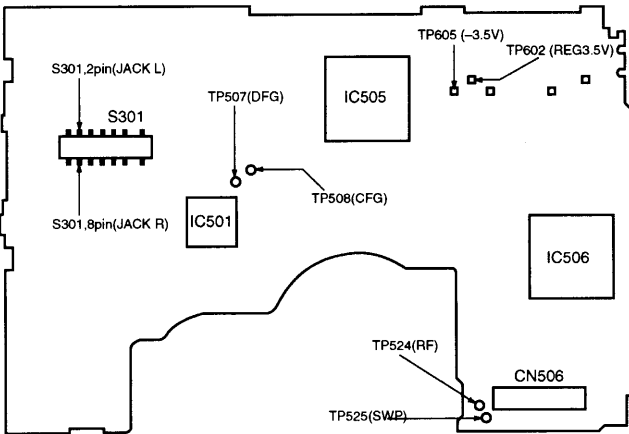 TP605 (–3.5V)
TP602 (REG3.5V)
S301,2pin(JACK L)
TP507(DFG)
IC505
S301
TP508(CFG)
S301,8pin(JACK R)
IC501
IC506
TP524(RF)
CN506
TP525(SWP)